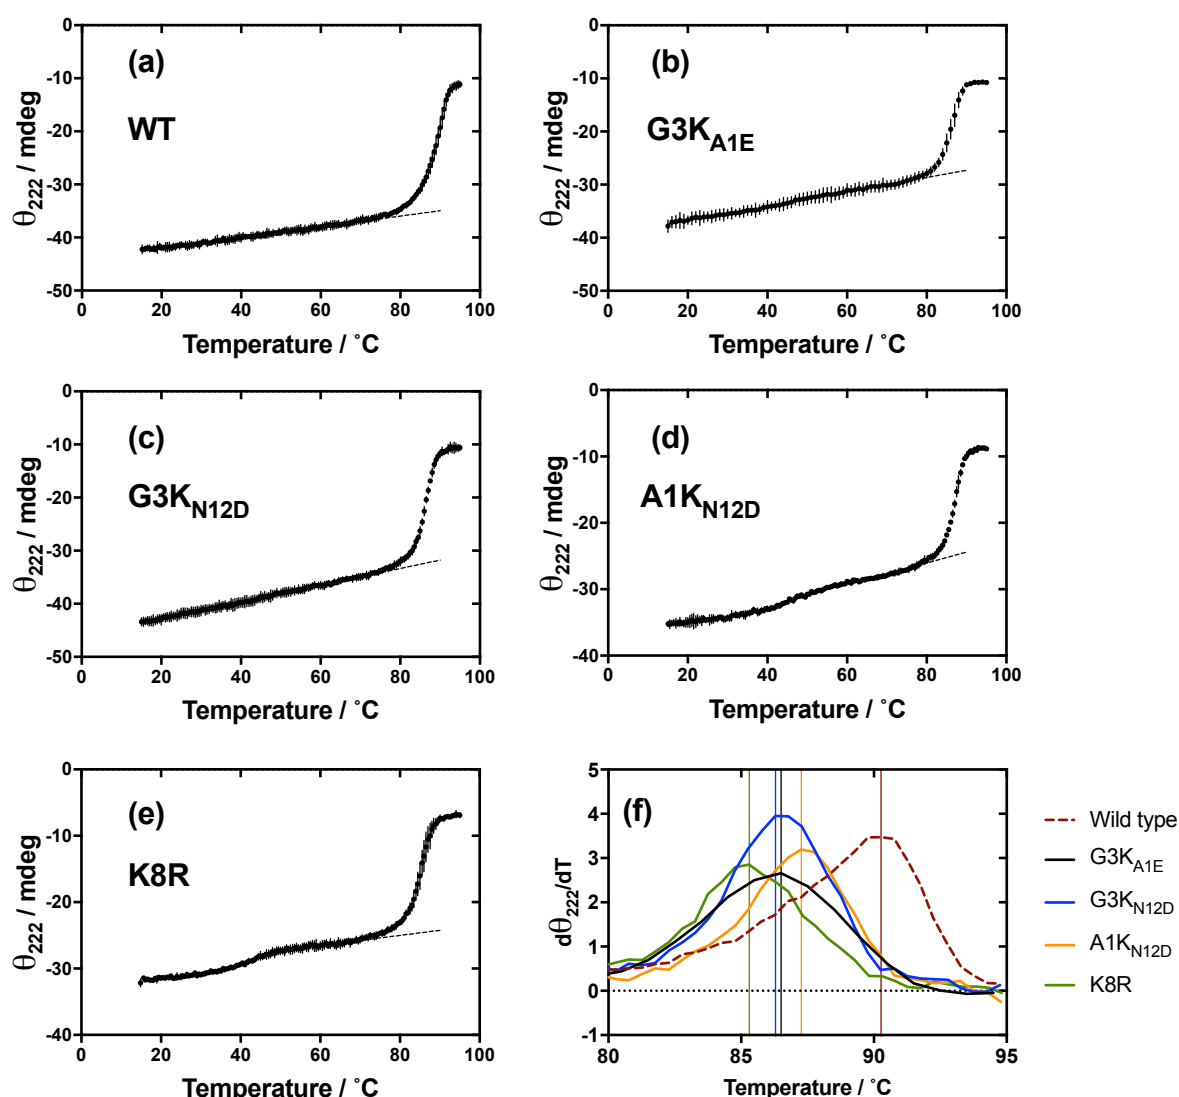 (a)
WT
0
-10
-20
-30
-40
-50
θ222 / mdeg
0 20 40 60 80 100
Temperature / ˚C
(b)
G3KA1E
0
-10
-20
-30
-40
-50
θ222 / mdeg
0 20 40 60 80 100
Temperature / ˚C
(c)
G3KN12D
0
-10
-20
-30
-40
-50
θ222 / mdeg
0 20 40 60 80 100
Temperature / ˚C
(d)
A1KN12D
0
-10
-20
-30
-40
θ222 / mdeg
0 20 40 60 80 100
Temperature / ˚C
(e)
K8R
0
-10
-20
-30
-40
θ222 / mdeg
0 20 40 60 80 100
Temperature / ˚C
(f)
5
4
3
2
1
0
-1
dθ222/dT
80 85 90 95
Temperature / ˚C
Wild type
G3KA1E
G3KN12D
A1KN12D
K8R